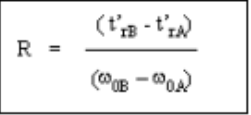 R = (t'rB - t'rA)
(ω0B – ω0A)